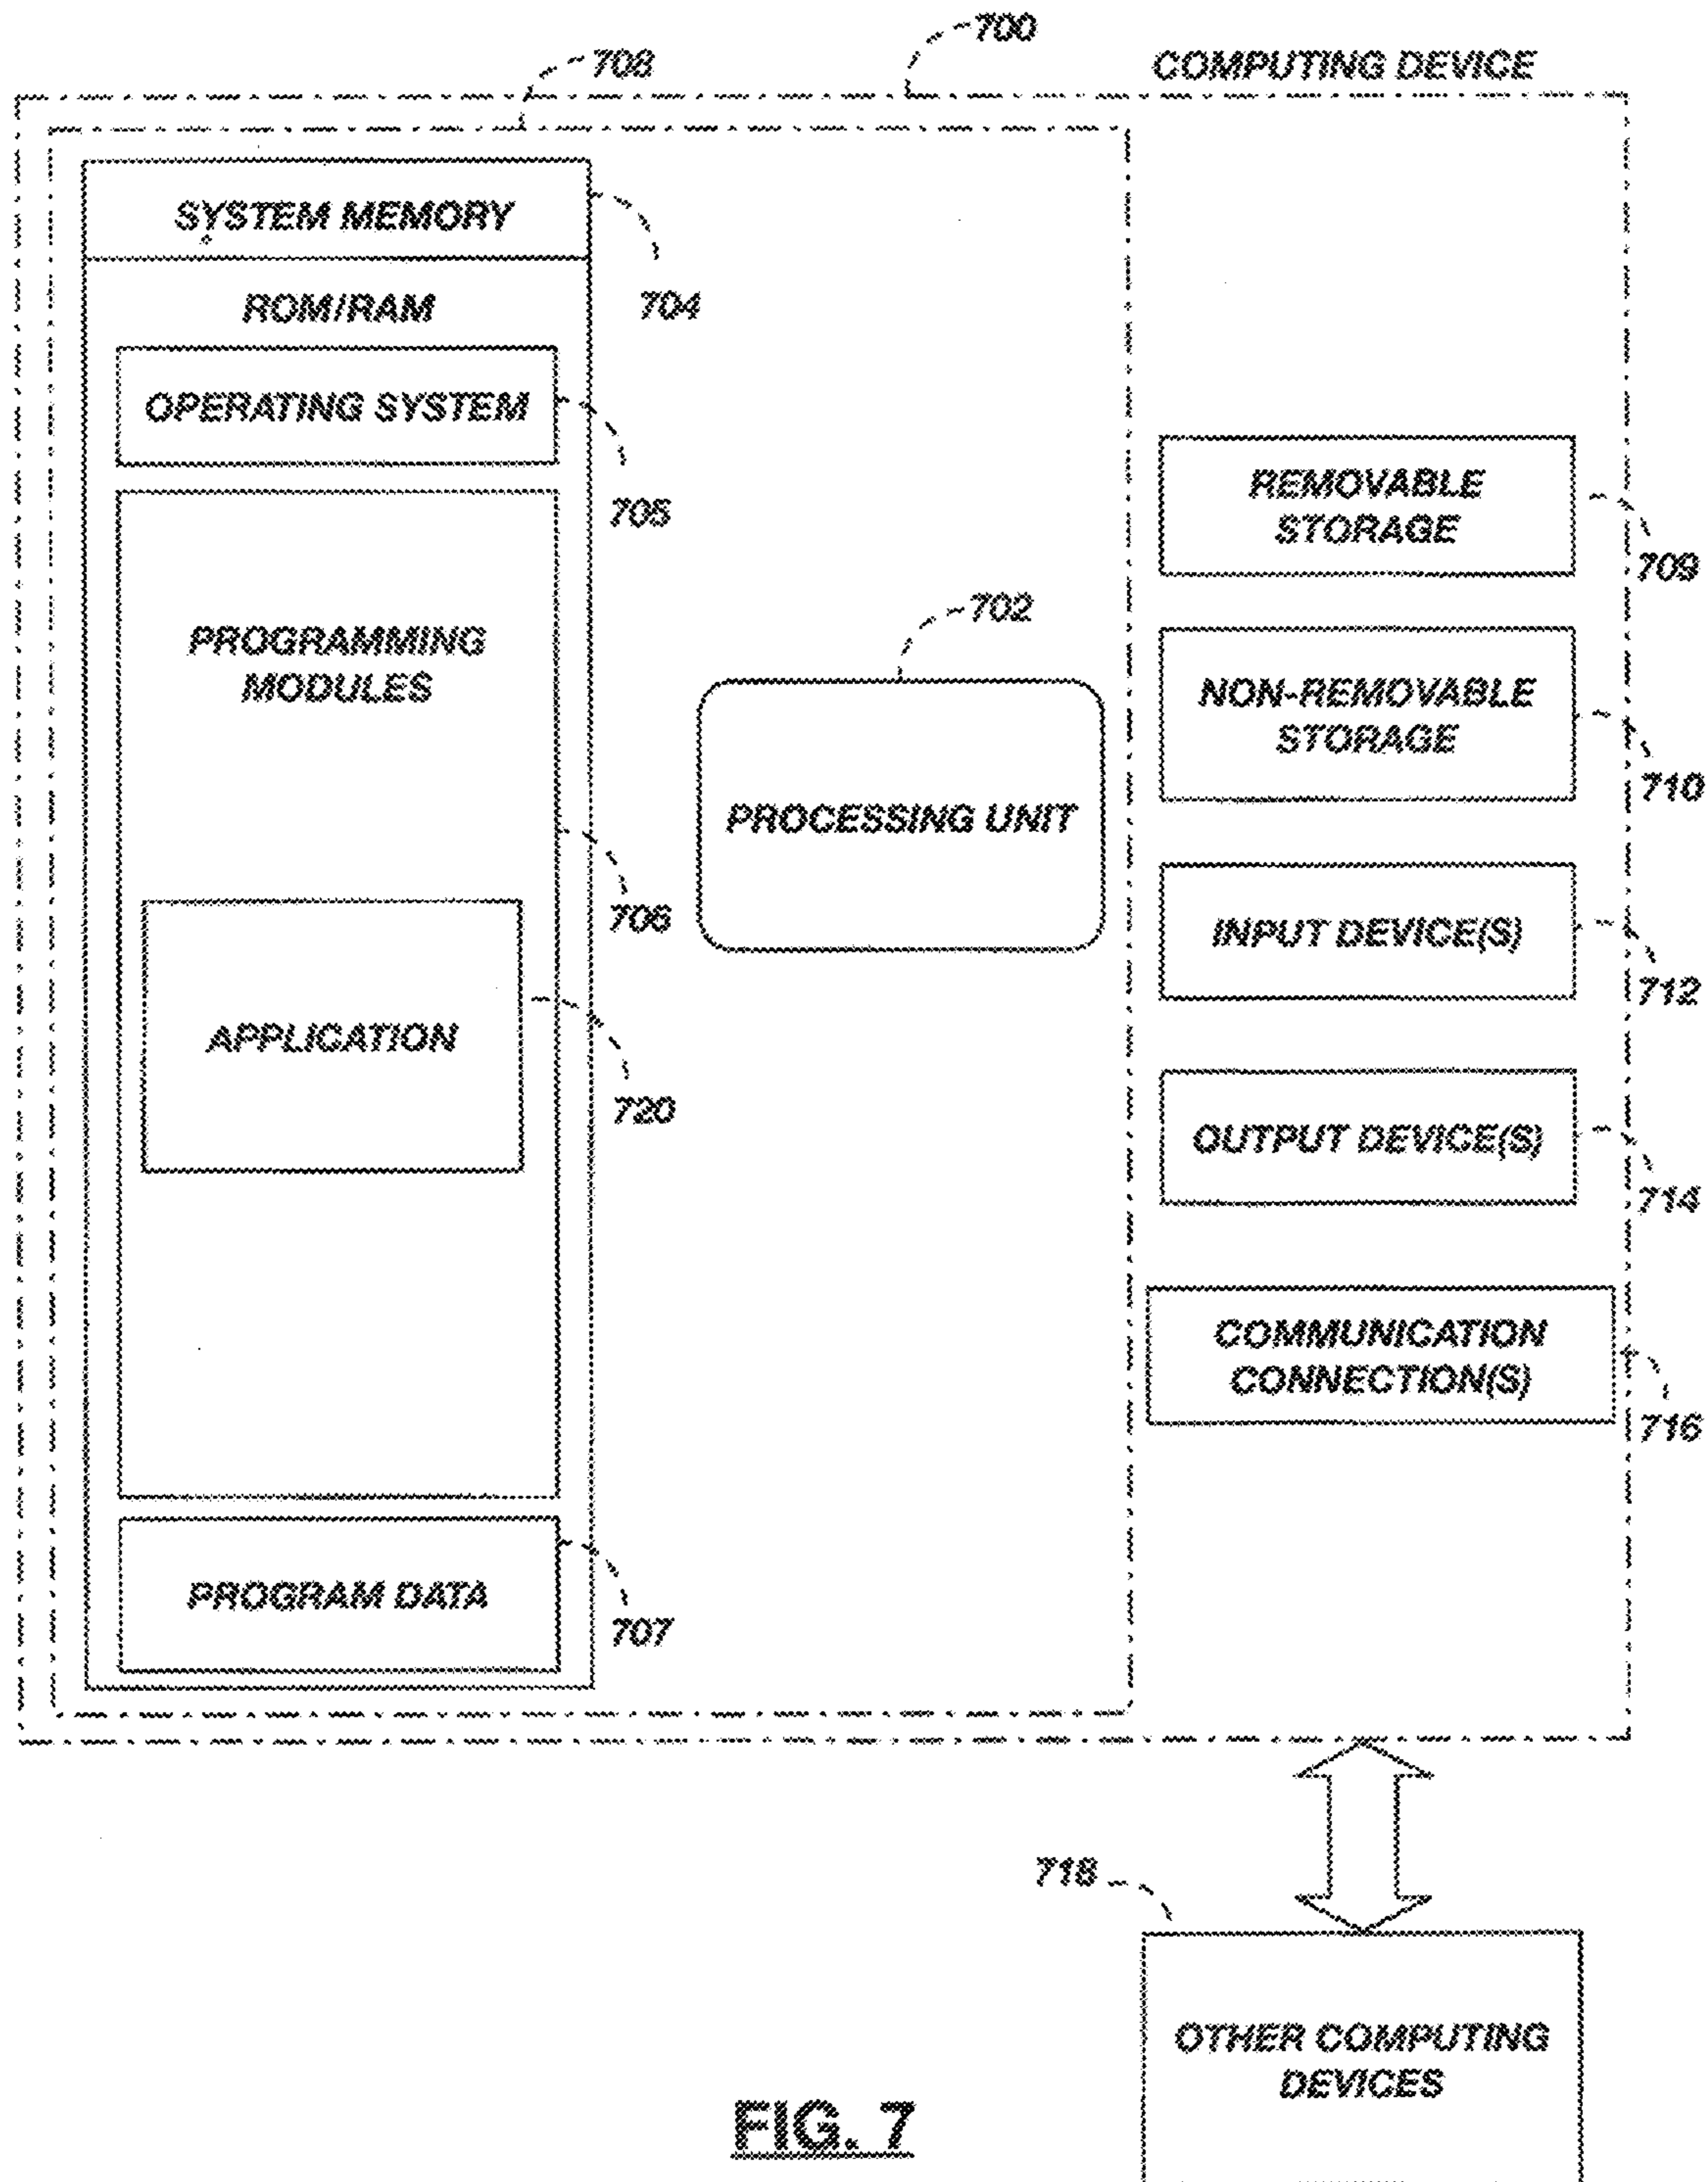 700
708
COMPUTING DEVICE
SYSTEM MEMORY
704
ROM/RAM
OPERATING SYSTEM
705
PROGRAMMING
MODULES
706
APPLICATION
720
PROGRAM DATA
707
702
PROCESSING UNIT
REMOVABLE
STORAGE
709
NON-REMOVABLE
STORAGE
710
INPUT DEVICE(S)
712
OUTPUT DEVICE(S)
714
COMMUNICATION
CONNECTION(S)
716
718
OTHER COMPUTING
DEVICES
FIG. 7